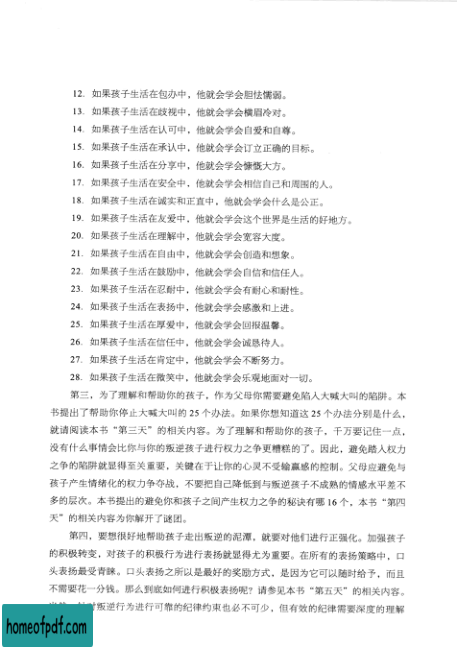 12. 如果孩子生活在包办中，他就会学会胆怯懦弱。
13. 如果孩子生活在歧视中，他就会学会横眉冷对。
14. 如果孩子生活在认可中，他就会学会自爱和自尊。
15. 如果孩子生活在承认中，他就会学会订立正确的目标。
16. 如果孩子生活在分享中，他就会学会慷慨大方。
17. 如果孩子生活在安全中，他就会学会相信自己和周围的人。
18. 如果孩子生活在诚实和正直中，他就会学会什么是公正。
19. 如果孩子生活在友爱中，他就会学会这个世界是生活的好地方。
20. 如果孩子生活在理解中，他就会学会宽容大度。
21. 如果孩子生活在自由中，他就会学会创造和想象。
22. 如果孩子生活在鼓励中，他就会学会自信和信任人。
23. 如果孩子生活在忍耐中，他就会学会有耐心和耐性。
24. 如果孩子生活在表扬中，他就会学会感激和上进。
25. 如果孩子生活在厚爱中，他就会学会回报温馨。
26. 如果孩子生活在信任中，他就会学会诚恳待人。
27. 如果孩子生活在肯定中，他就会学会不断努力。
28. 如果孩子生活在微笑中，他就会学会乐观地面对一切。
第三，为了理解和帮助你的孩子，作为父母你需要避免陷入大喊大叫的陷阱。本
书提出了帮助你停止大喊大叫的 25 个办法。如果你想知道这 25 个办法分别是什么，
就请阅读本书“第三天”的相关内容。为了理解和帮助你的孩子，千万要记住一点，
没有什么事情会比你与你的叛逆孩子进行权力之争更糟糕的了。因此，避免踏入权力
之争的陷阱就显得至关重要，关键在于让你的心灵不受输赢感的控制。父母应避免与
孩子产生情绪化的权力争夺战，不要把自己降低到与叛逆孩子不成熟的情感水平差不
多的层次。本书提出的避免你和孩子之间产生权力之争的秘诀有哪 16 个，本书“第四
天”的相关内容为你解开了谜团。
第四，要想很好地帮助孩子走出叛逆的泥潭，就要对他们进行正强化。加强孩子
的积极转变，对孩子的积极行为进行表扬就显得尤为重要。在所有的表扬策略中，口
头表扬最受青睐。口头表扬之所以是最好的奖励方式，是因为它可以随时给予，而且
不需要花一分钱。那么到底如何进行积极表扬呢？请参见本书“第五天”的相关内容。
叛逆行为进行可靠的纪律约束也必不可少，但有效的纪律需要深度的理解
homeofpdf.com